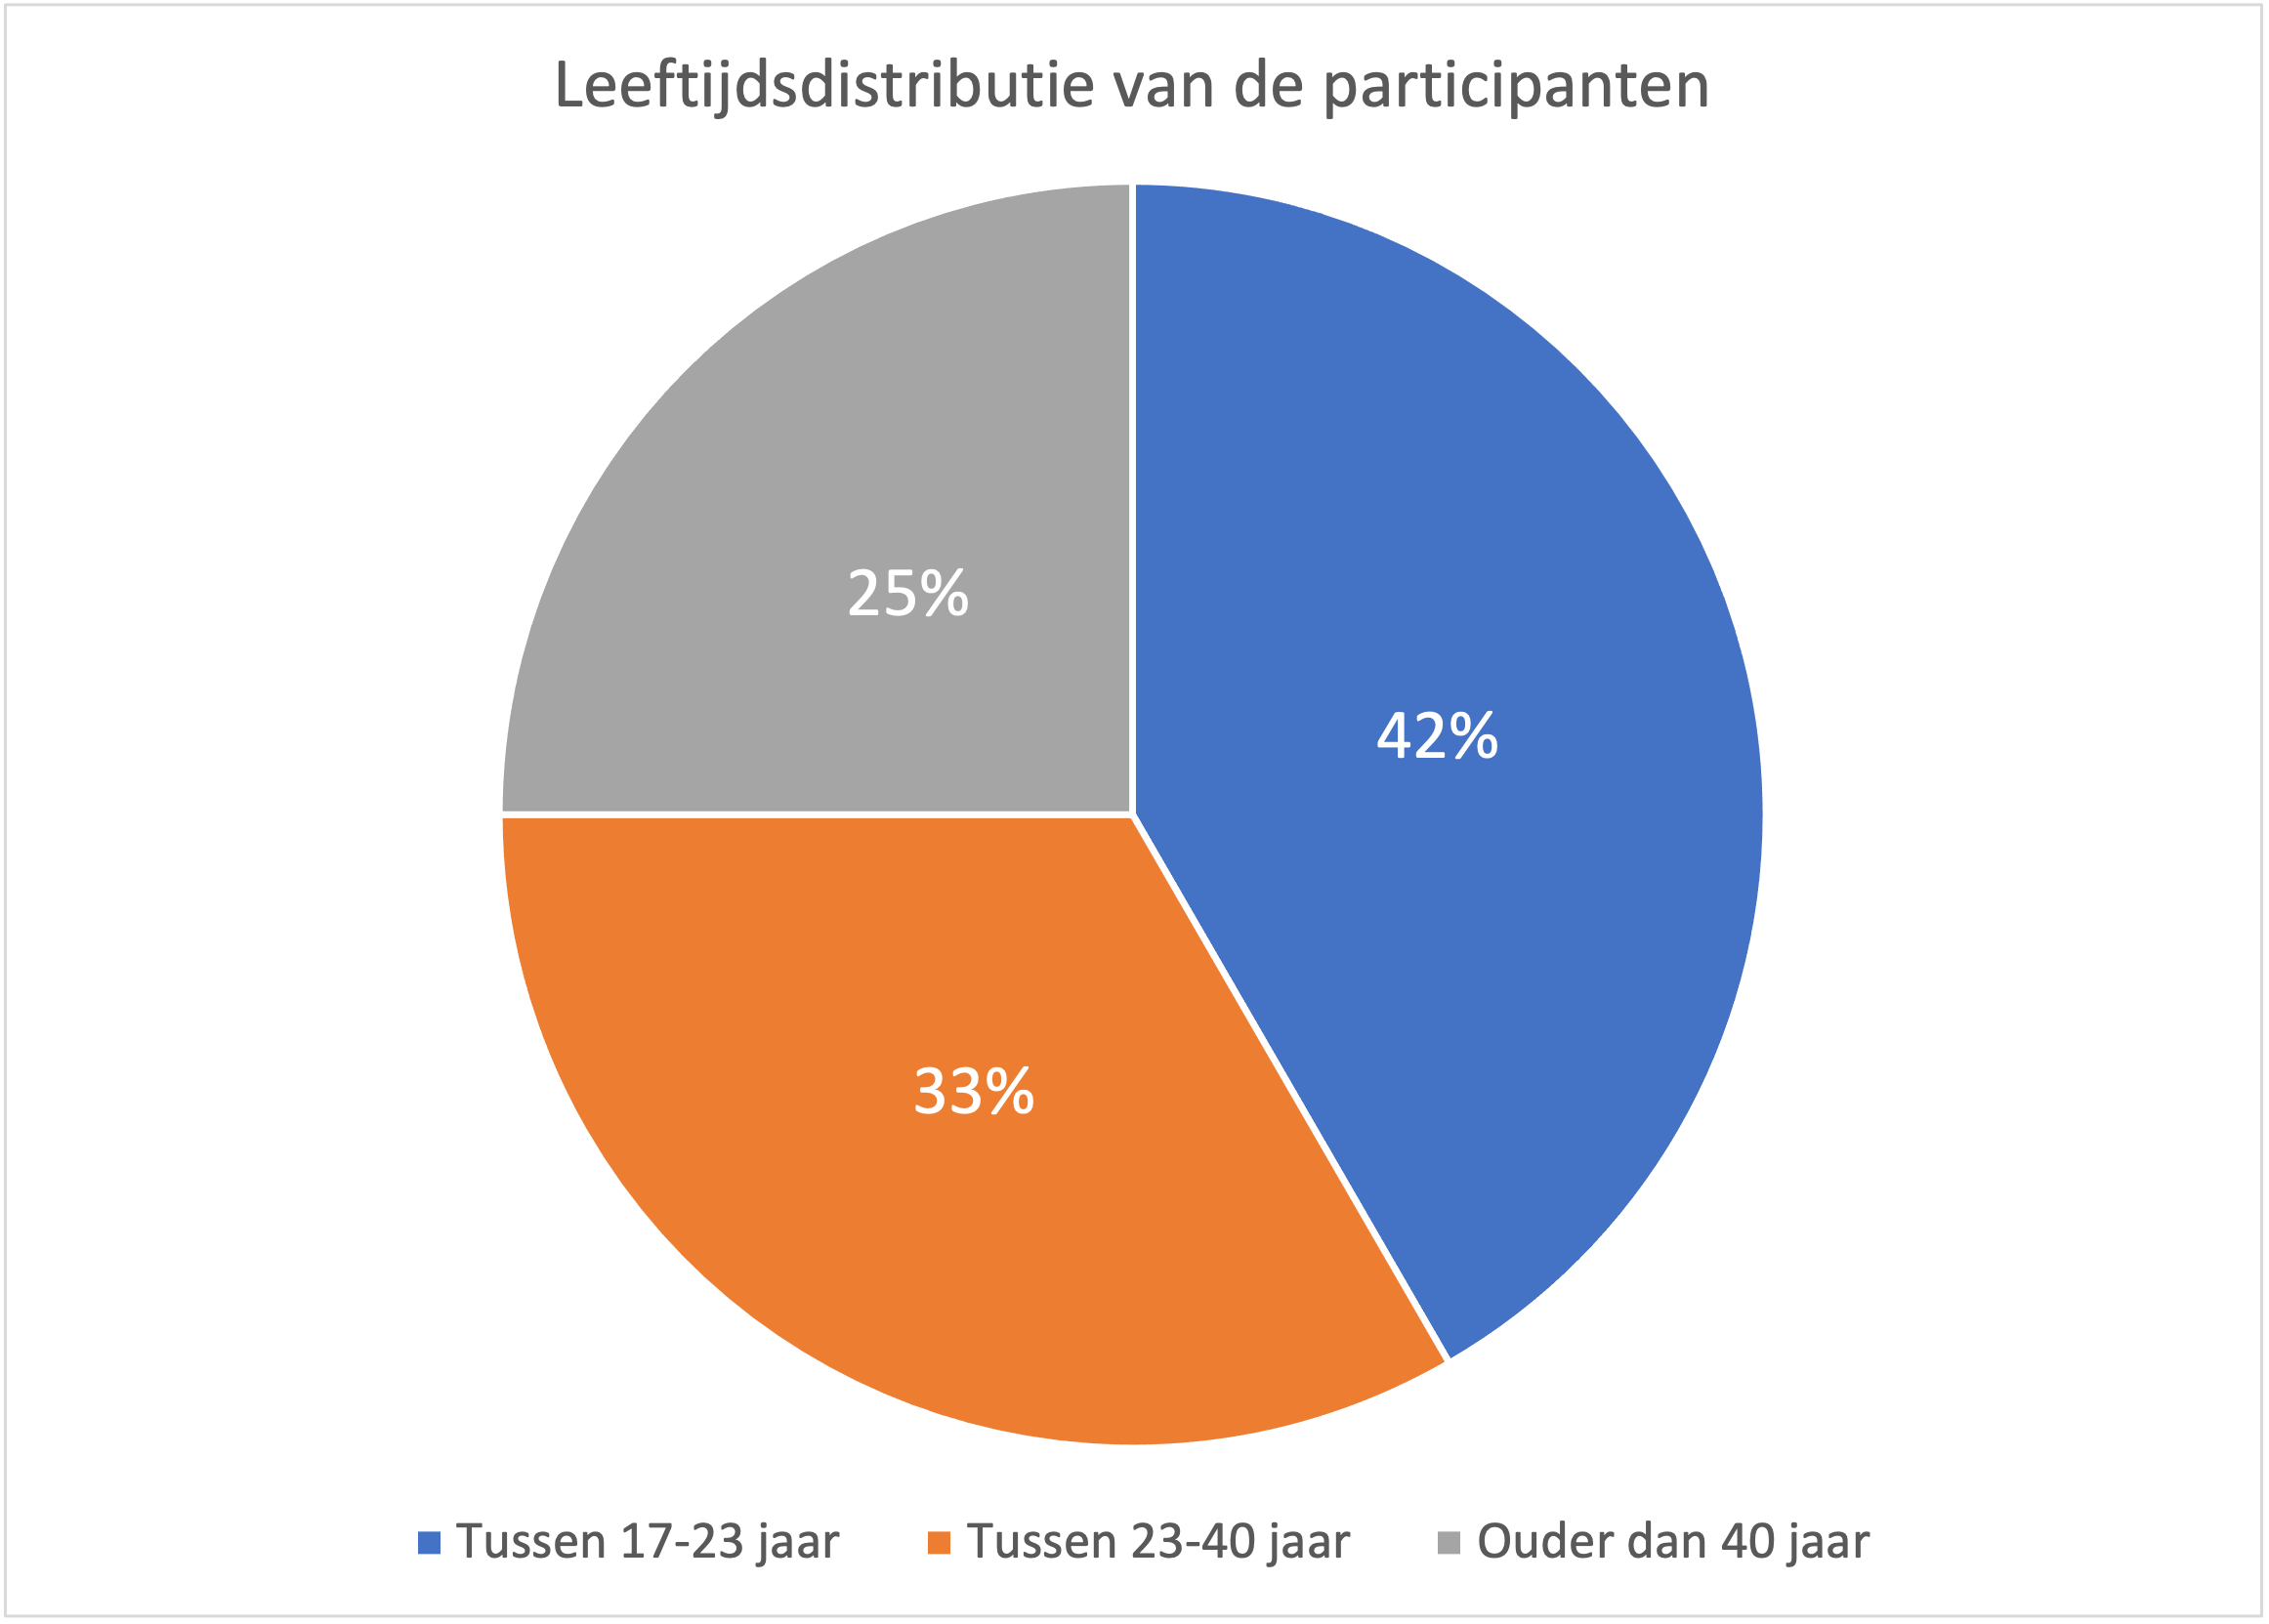 Leeftijdsdistributie van de participanten
25%
42%
33%
Tussen 17-23 jaar Tussen 23-40 jaar Ouder dan 40 jaar